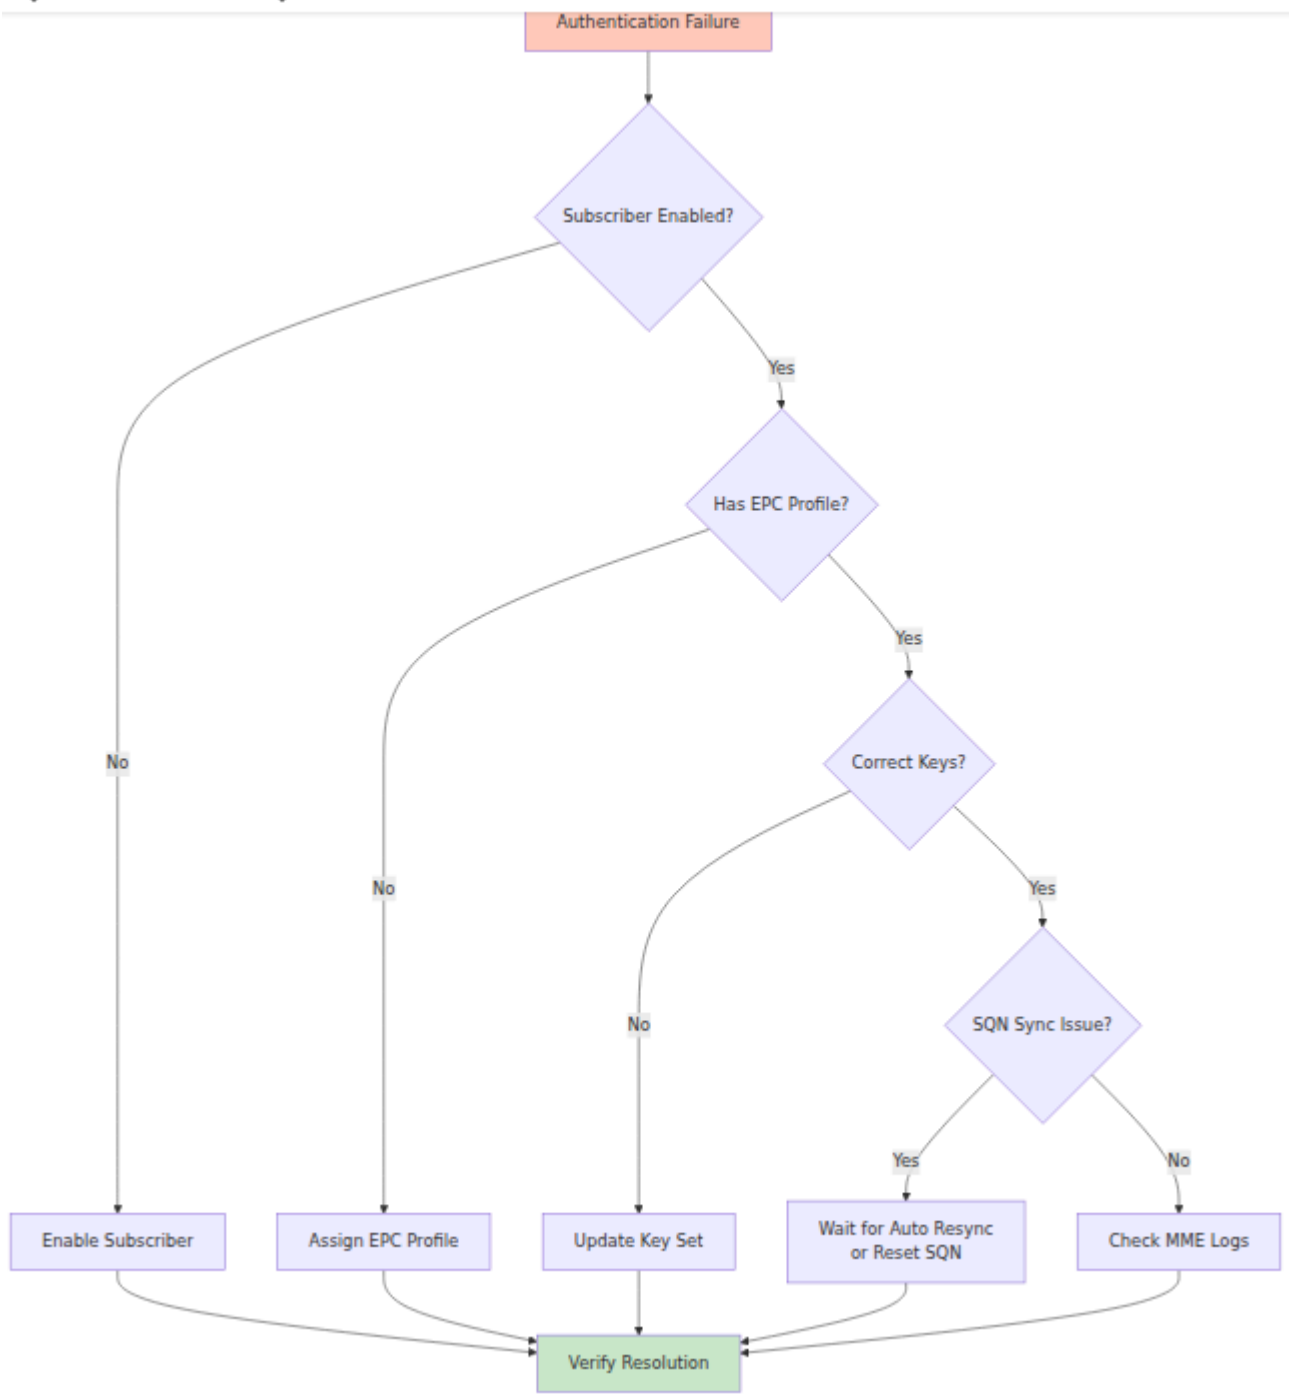 Authentication Failure
Subscriber Enabled?
Yes
Has EPC Profile?
Yes
Correct Keys?
No
No
Yes
No
SQN Sync Issue?
Yes
No
Enable Subscriber
Assign EPC Profile
Update Key Set
Wait for Auto Resync
or Reset SQN
Check MME Logs
Verify Resolution